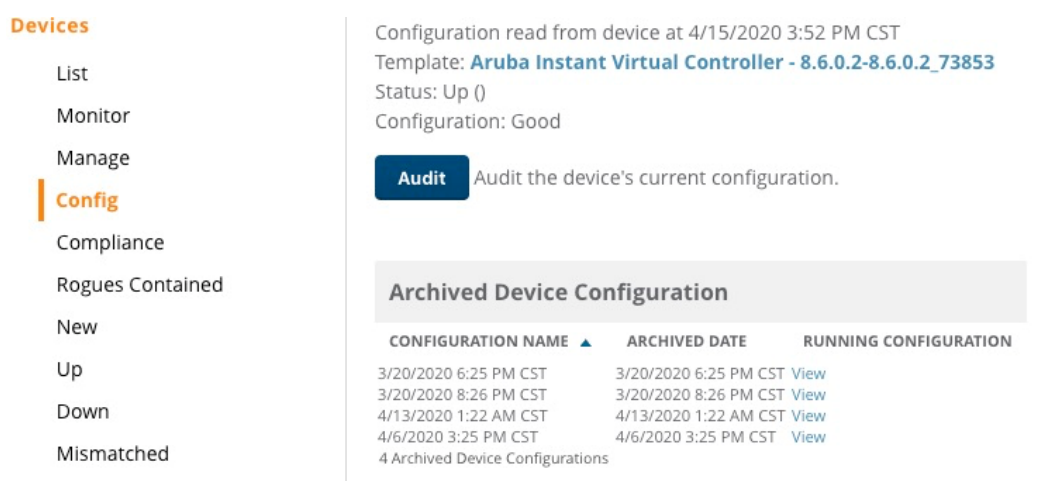 Devices
List
Monitor
Manage
Config
Compliance
Rogues Contained
New
Up
Down
Mismatched
Configuration read from device at 4/15/2020 3:52 PM CST
Template: Aruba Instant Virtual Controller - 8.6.0.2-8.6.0.2_73853
Status: Up ()
Configuration: Good
Audit Audit the device's current configuration.
Archived Device Configuration
CONFIGURATION NAME ▲ ARCHIVED DATE RUNNING CONFIGURATION
3/20/2020 6:25 PM CST 3/20/2020 6:25 PM CST View
3/20/2020 8:26 PM CST 3/20/2020 8:26 PM CST View
4/13/2020 1:22 AM CST 4/13/2020 1:22 AM CST View
4/6/2020 3:25 PM CST 4/6/2020 3:25 PM CST View
4 Archived Device Configurations